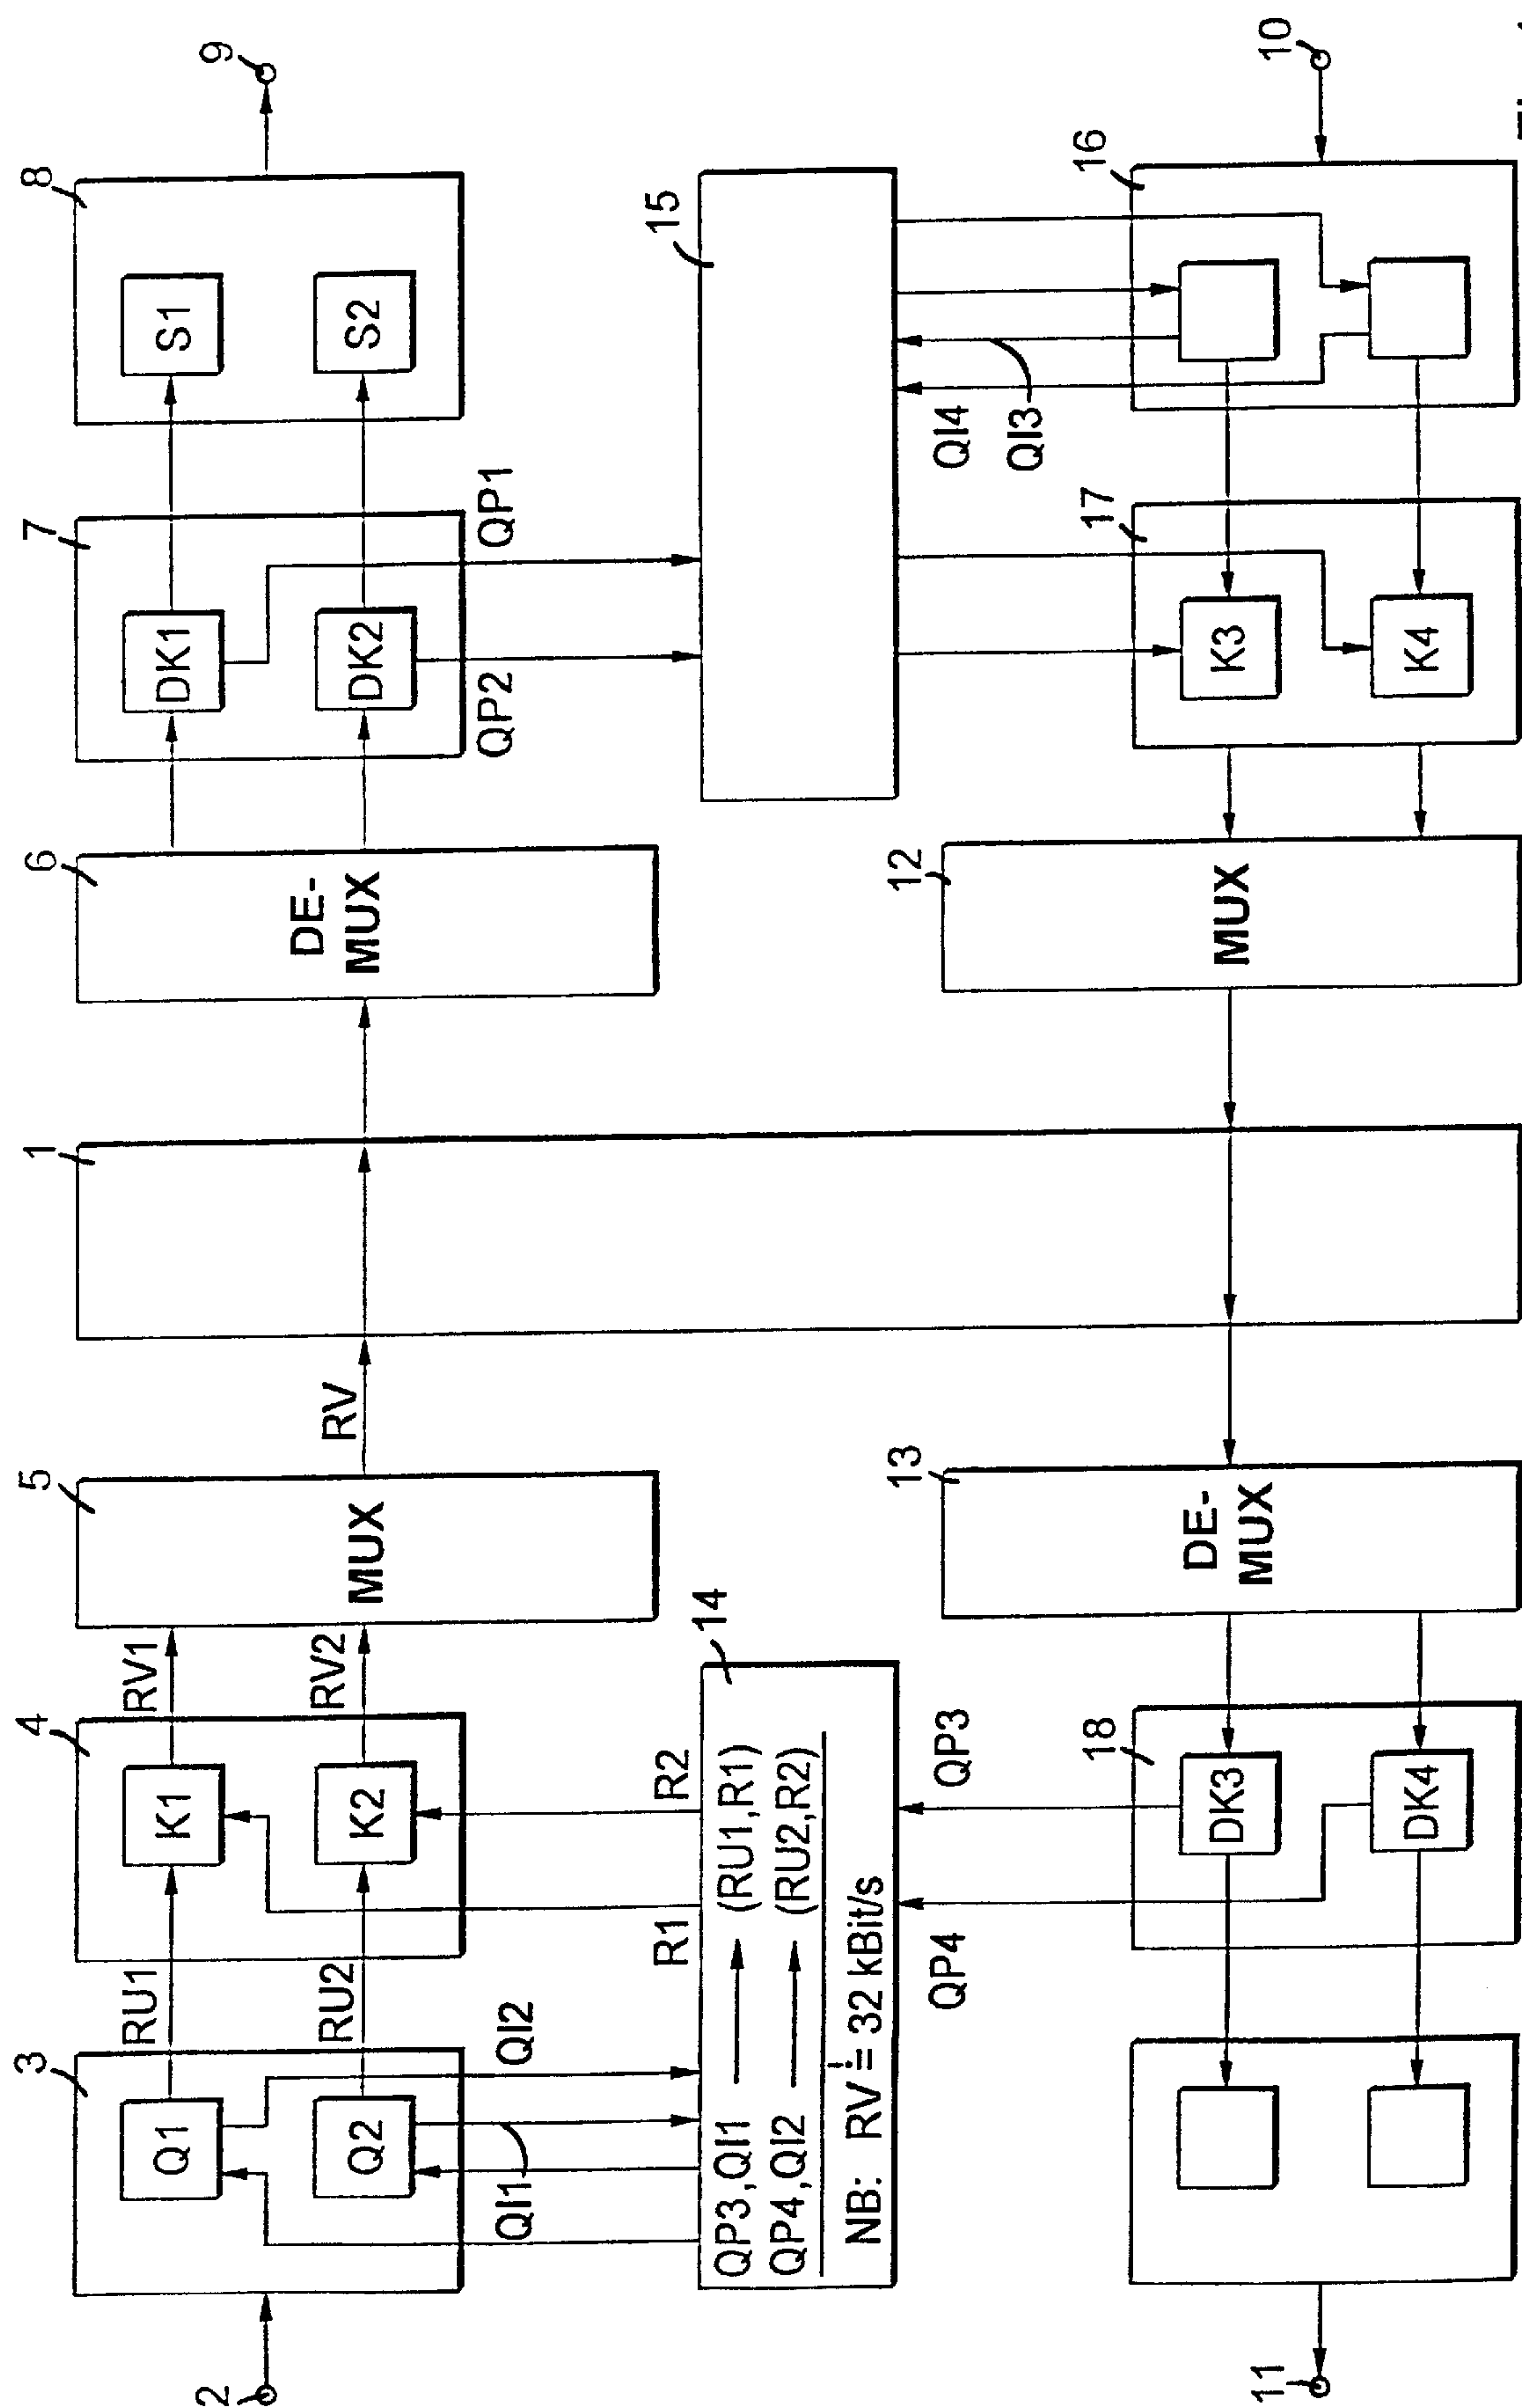 2
3
Q1
Q2
RU1
RU2
QI2
QI1
4
K1
K2
RV1
RV2
R1
R2
5
MUX
RV
1
6
DE-
MUX
7
DK1
DK2
QP1
QP2
8
S1
S2
9
14
QP3,QI1 → (RU1,R1)
QP4,QI2 → (RU2,R2)
NB: RV ≐ 32 kBit/s
15
QP4
QP3
QI4
QI3
11
18
DK3
DK4
13
DE-
MUX
12
MUX
17
K3
K4
16
10